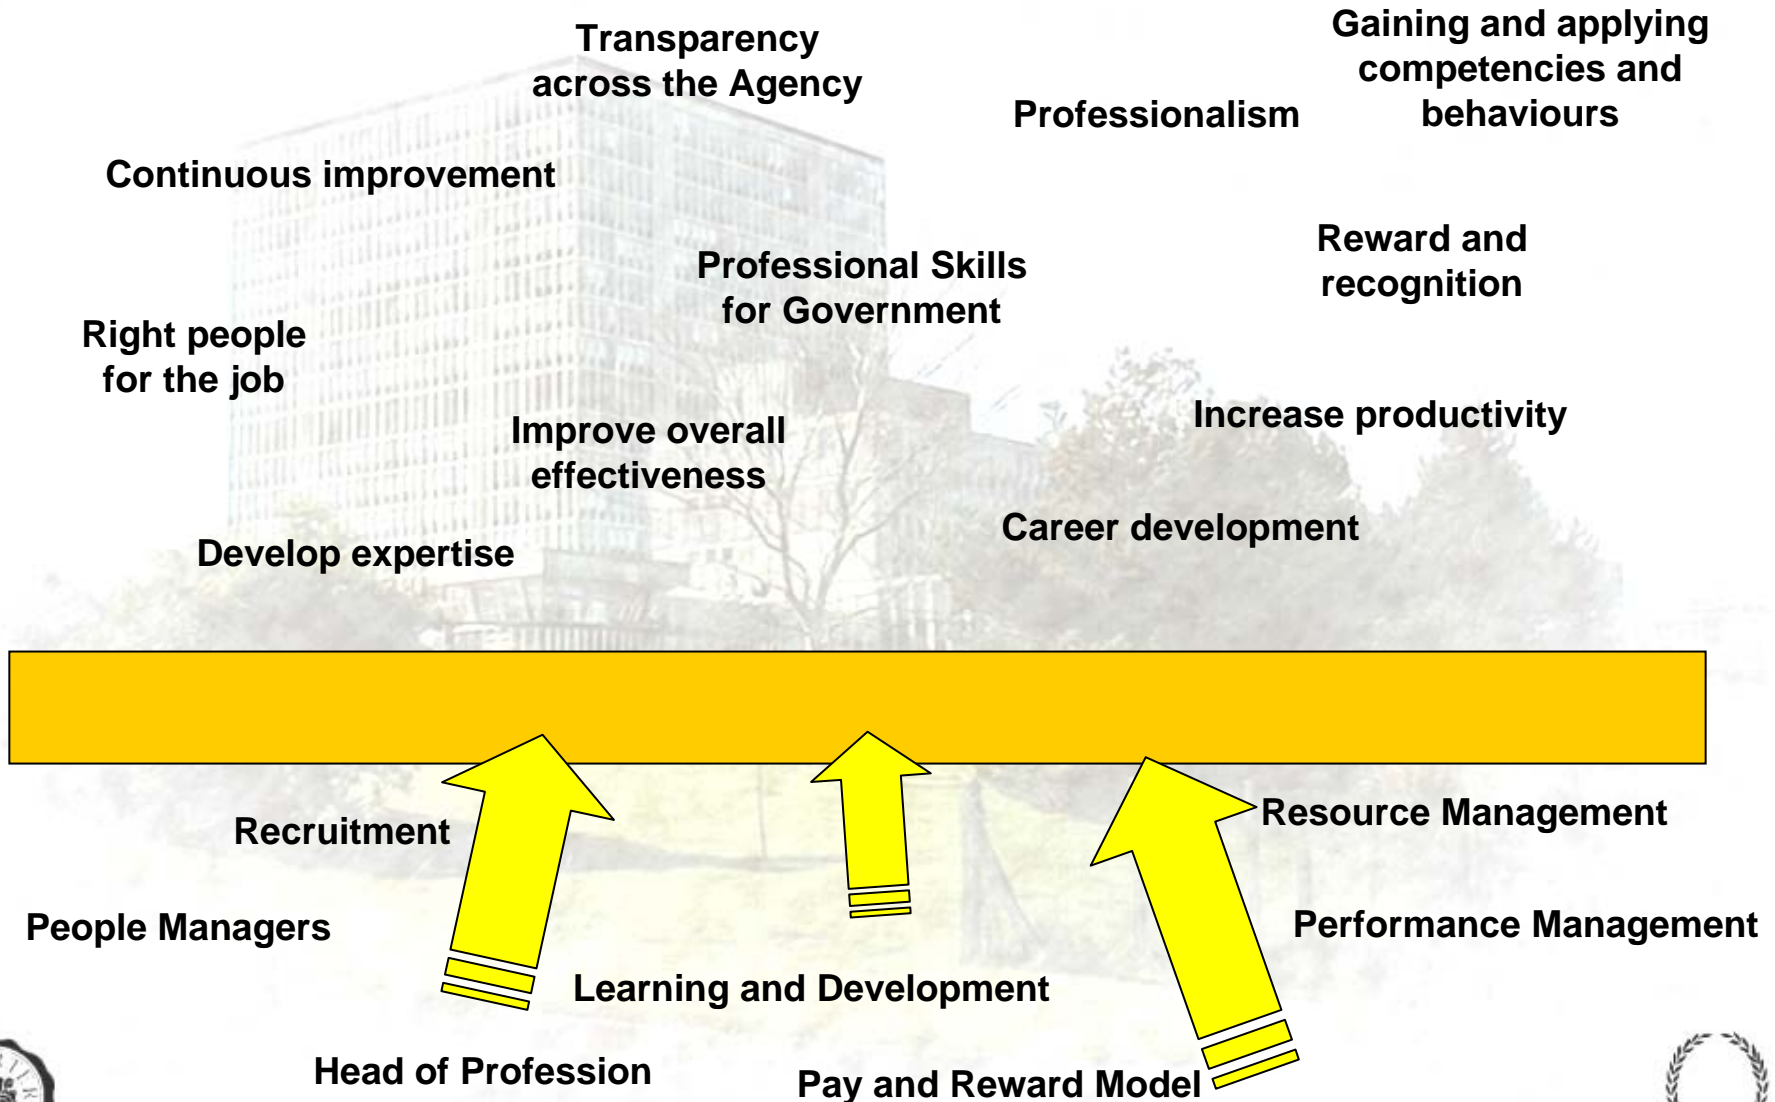 Transparency
across the Agency
Gaining and applying
competencies and
behaviours
Professionalism
Continuous improvement
Professional Skills
for Government
Reward and
recognition
Right people
for the job
Improve overall
effectiveness
Increase productivity
Career development
Develop expertise
Recruitment
Resource Management
People Managers
Performance Management
Learning and Development
Head of Profession
Pay and Reward Model